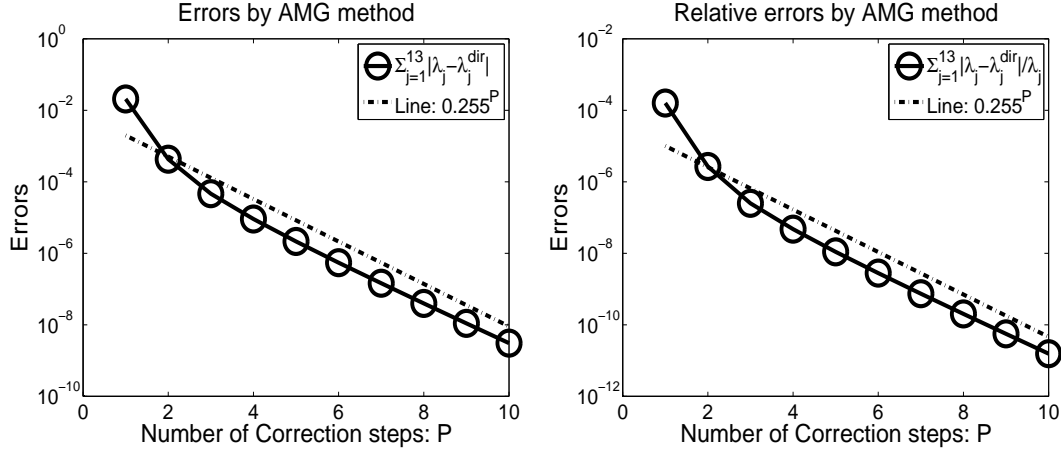 Errors by AMG method
Σ_{j=1}^{13}|λ_j−λ_j^{dir}|
Line: 0.255^P
Errors
10^0
10^−2
10^−4
10^−6
10^−8
10^−10
0 2 4 6 8 10
Number of Correction steps: P
Relative errors by AMG method
Σ_{j=1}^{13}|λ_j−λ_j^{dir}|/λ_j
Line: 0.255^P
Errors
10^−2
10^−4
10^−6
10^−8
10^−10
10^−12
0 2 4 6 8 10
Number of Correction steps: P